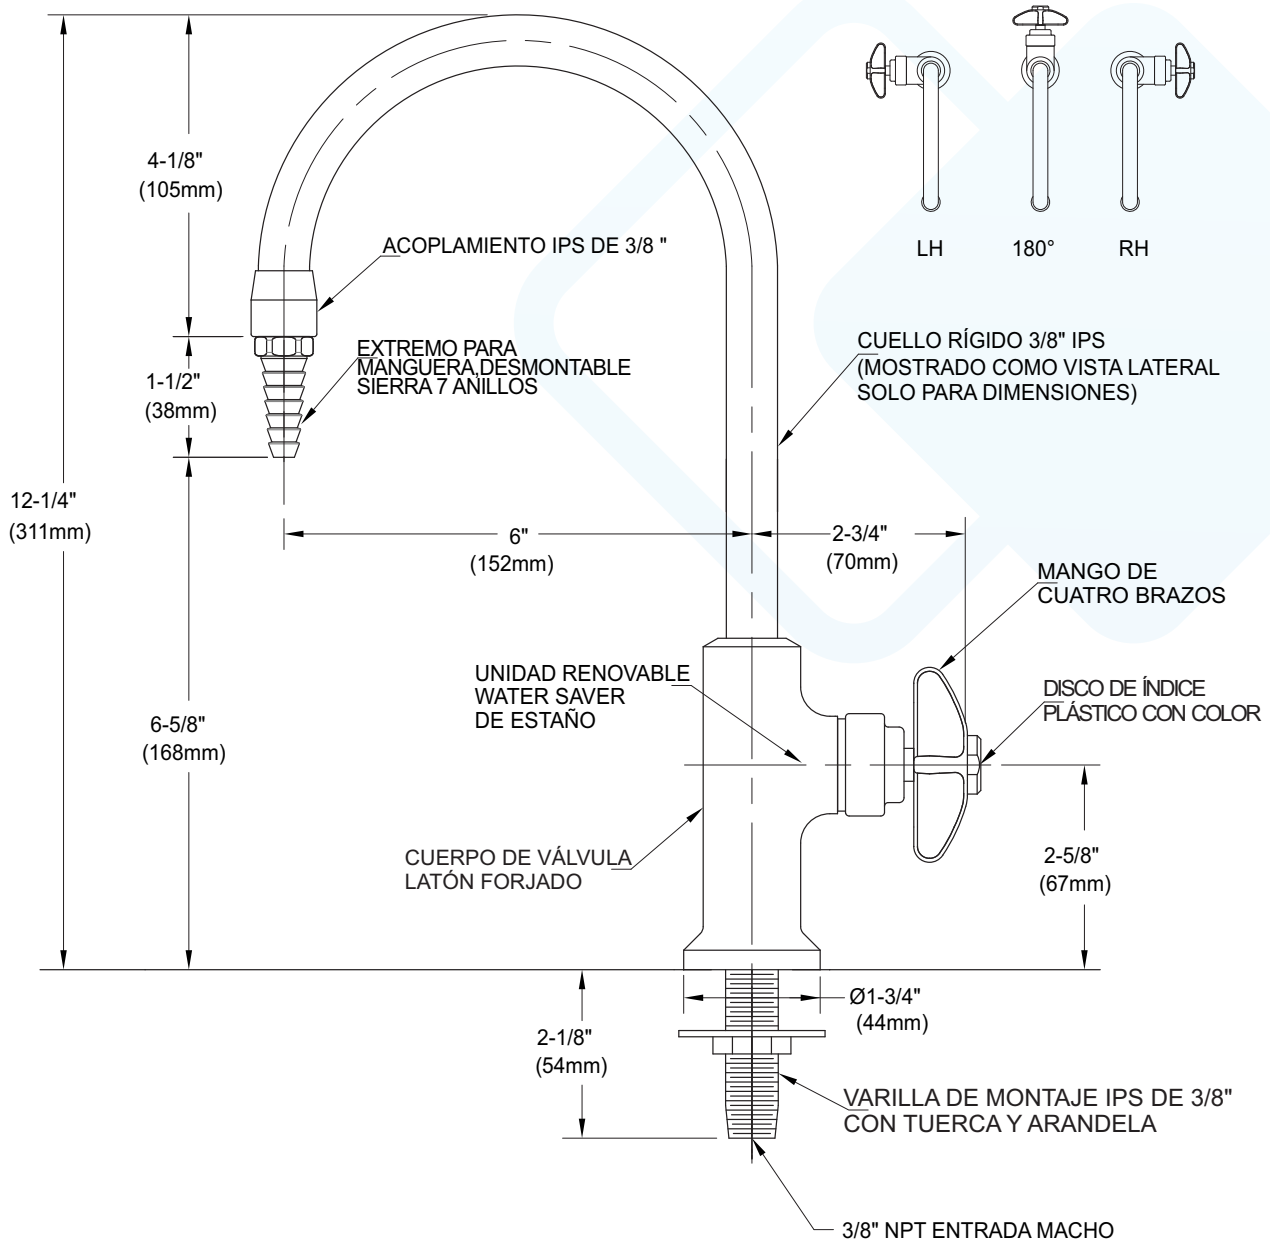 4-1/8"
(105mm)
ACOPLAMIENTO IPS DE 3/8 "
LH
180°
RH
EXTREMO PARA
MANGUERA,DESMONTABLE
SIERRA 7 ANILLOS
CUELLO RÍGIDO 3/8" IPS
(MOSTRADO COMO VISTA LATERAL
SOLO PARA DIMENSIONES)
1-1/2"
(38mm)
12-1/4"
(311mm)
6"
(152mm)
2-3/4"
(70mm)
MANGO DE
CUATRO BRAZOS
UNIDAD RENOVABLE
WATER SAVER
DE ESTAÑO
DISCO DE ÍNDICE
PLÁSTICO CON COLOR
6-5/8"
(168mm)
CUERPO DE VÁLVULA
LATÓN FORJADO
2-5/8"
(67mm)
Ø1-3/4"
(44mm)
2-1/8"
(54mm)
VARILLA DE MONTAJE IPS DE 3/8"
CON TUERCA Y ARANDELA
3/8" NPT ENTRADA MACHO